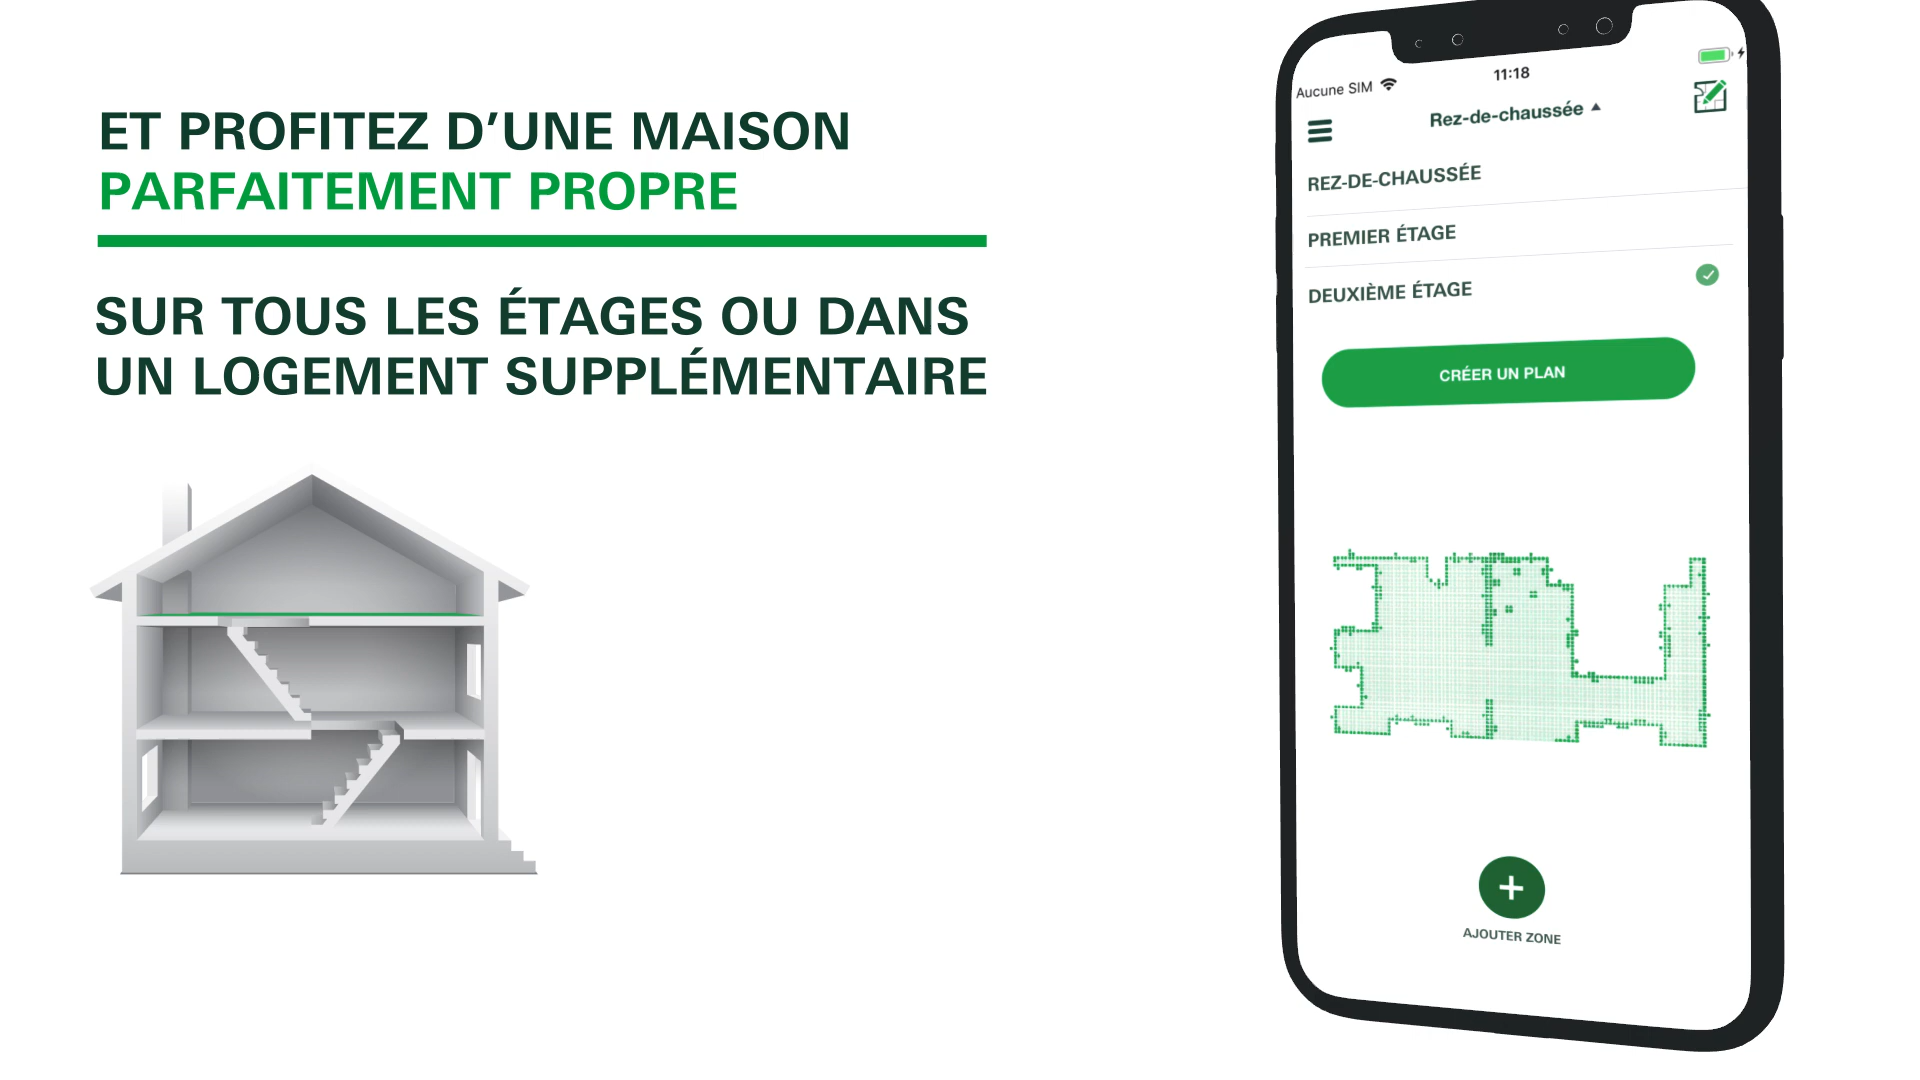 ET PROFITEZ D’UNE MAISON
PARFAITEMENT PROPRE
SUR TOUS LES ÉTAGES OU DANS
UN LOGEMENT SUPPLÉMENTAIRE
Aucune SIM
11:18
Rez-de-chaussée
REZ-DE-CHAUSSÉE
PREMIER ÉTAGE
DEUXIÈME ÉTAGE
CRÉER UN PLAN
AJOUTER ZONE